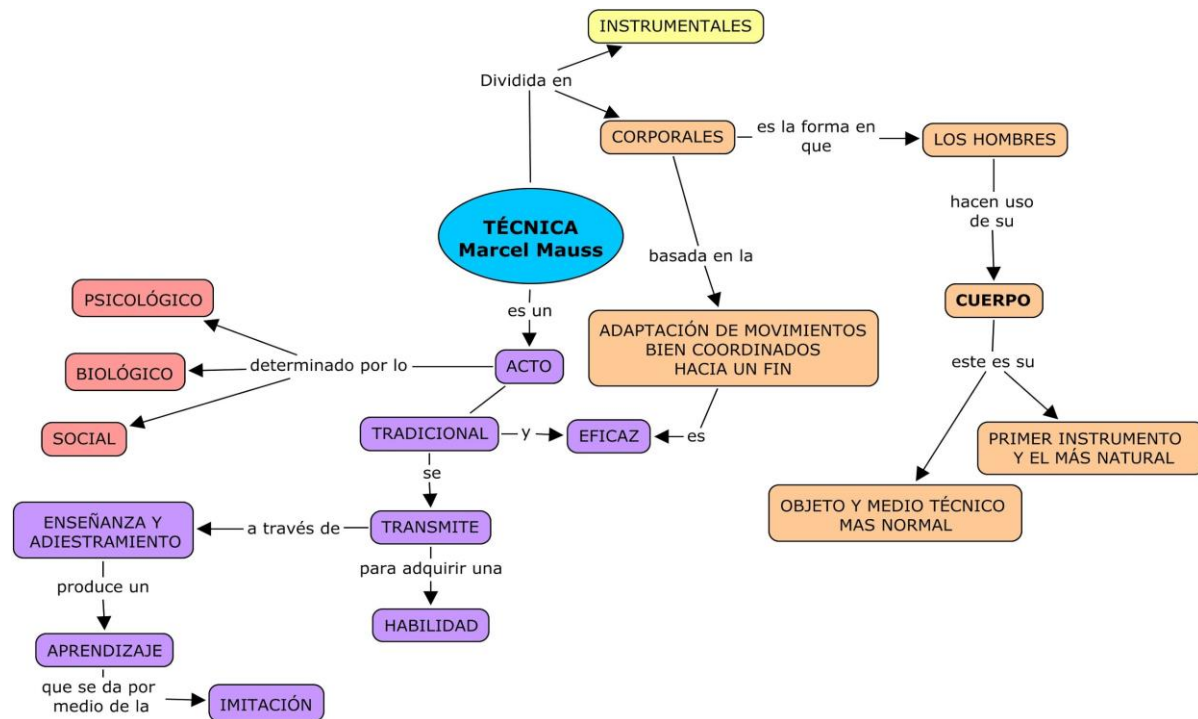 INSTRUMENTALES
Dividida en
CORPORALES
es la forma en
que
LOS HOMBRES
hacen uso
de su
CUERPO
este es su
PRIMER INSTRUMENTO
Y EL MÁS NATURAL
OBJETO Y MEDIO TÉCNICO
MAS NORMAL
basada en la
ADAPTACIÓN DE MOVIMIENTOS
BIEN COORDINADOS
HACIA UN FIN
es
TÉCNICA
Marcel Mauss
es un
ACTO
determinado por lo
PSICOLÓGICO
BIOLÓGICO
SOCIAL
TRADICIONAL
y
EFICAZ
se
TRANSMITE
a través de
ENSEÑANZA Y
ADIESTRAMIENTO
para adquirir una
HABILIDAD
produce un
APRENDIZAJE
que se da por
medio de la
IMITACIÓN